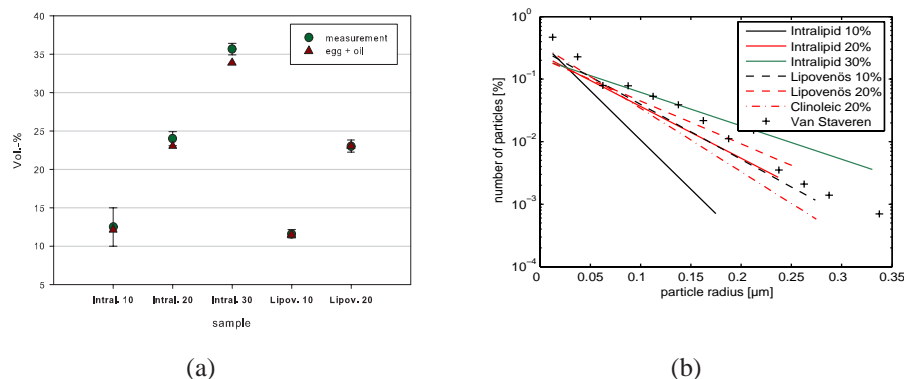 40
35
30
25
20
15
10
5
Vol.-%
measurement
egg + oil
Intral. 10 Intral. 20 Intral. 30 Lipov. 10 Lipov. 20
sample
(a)
10^0
10^-1
10^-2
10^-3
10^-4
number of particles [%]
Intralipid 10%
Intralipid 20%
Intralipid 30%
Lipovenös 10%
Lipovenös 20%
Clinoleic 20%
Van Staveren
0 0.05 0.1 0.15 0.2 0.25 0.3 0.35
particle radius [µm]
(b)